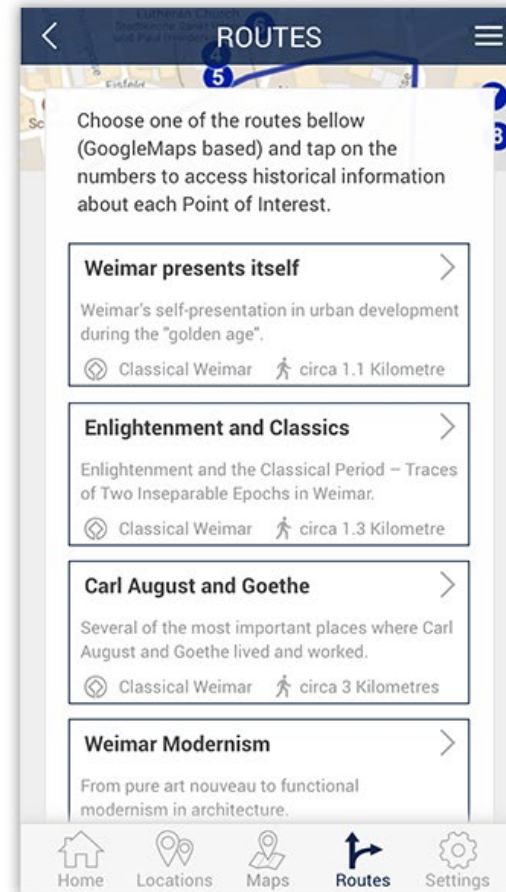 Lutheran Church
ROUTES
6
4
5
Eisfeld
Choose one of the routes bellow
(GoogleMaps based) and tap on the
numbers to access historical information
about each Point of Interest.
Weimar presents itself
Weimar's self-presentation in urban development
during the "golden age".
Classical Weimar circa 1.1 Kilometre
Enlightenment and Classics
Enlightenment and the Classical Period – Traces
of Two Inseparable Epochs in Weimar.
Classical Weimar circa 1.3 Kilometre
Carl August and Goethe
Several of the most important places where Carl
August and Goethe lived and worked.
Classical Weimar circa 3 Kilometres
Weimar Modernism
From pure art nouveau to functional
modernism in architecture.
Home Locations Maps Routes Settings